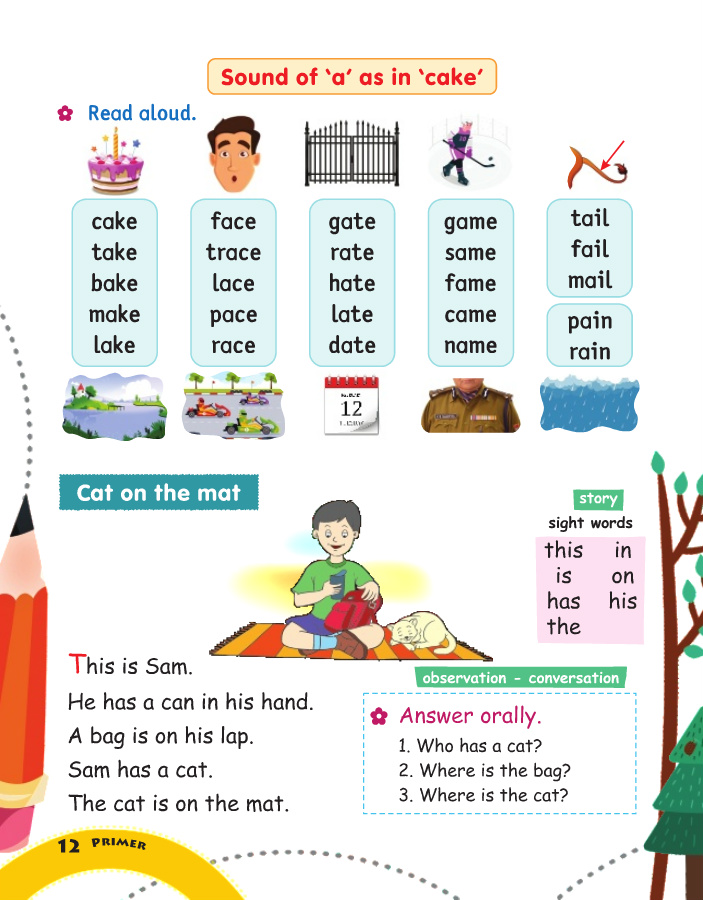 Sound of ‘a’ as in ‘cake’
Read aloud.
cake
take
bake
make
lake
face
trace
lace
pace
race
gate
rate
hate
late
date
game
same
fame
came
name
tail
fail
mail
pain
rain
12
Cat on the mat
story
sight words
this in
is on
has his
the
This is Sam.
He has a can in his hand.
A bag is on his lap.
Sam has a cat.
The cat is on the mat.
observation – conversation
Answer orally.
1. Who has a cat?
2. Where is the bag?
3. Where is the cat?
12 PRIMER